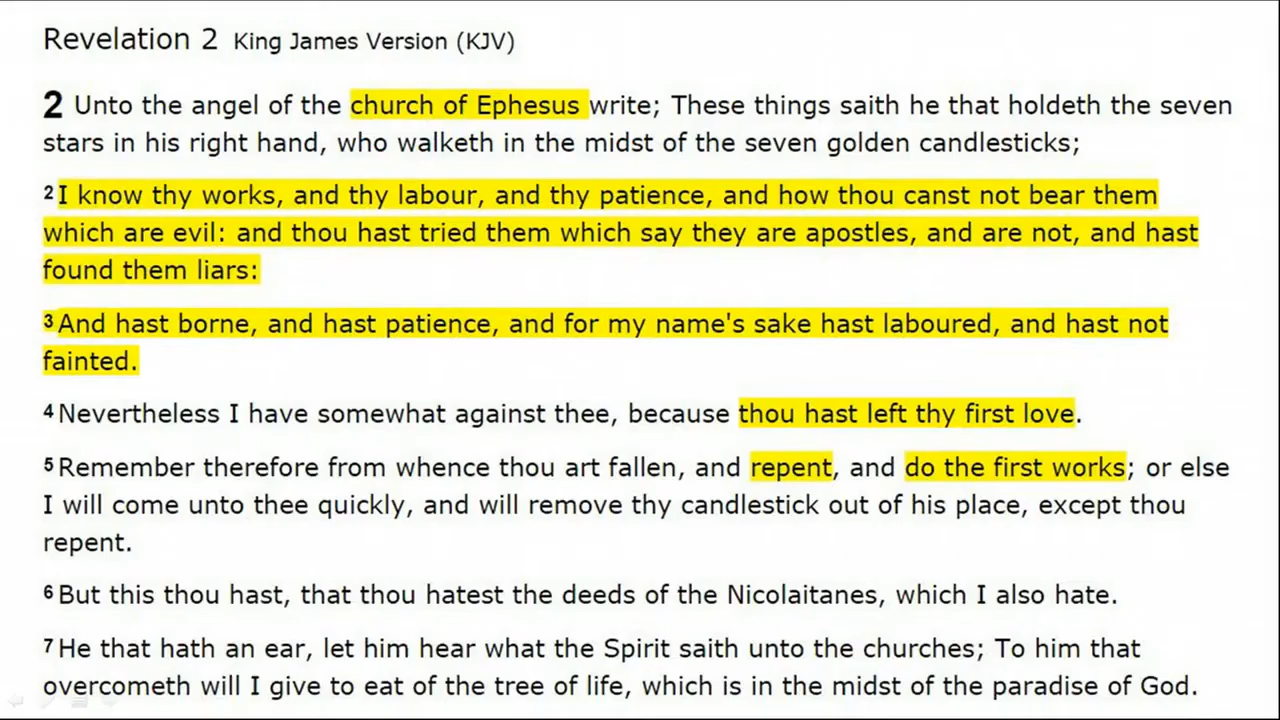 Revelation 2 King James Version (KJV)
2 Unto the angel of the church of Ephesus write; These things saith he that holdeth the seven
stars in his right hand, who walketh in the midst of the seven golden candlesticks;
2 I know thy works, and thy labour, and thy patience, and how thou canst not bear them
which are evil: and thou hast tried them which say they are apostles, and are not, and hast
found them liars:
3 And hast borne, and hast patience, and for my name's sake hast laboured, and hast not
fainted.
4 Nevertheless I have somewhat against thee, because thou hast left thy first love.
5 Remember therefore from whence thou art fallen, and repent, and do the first works; or else
I will come unto thee quickly, and will remove thy candlestick out of his place, except thou
repent.
6 But this thou hast, that thou hatest the deeds of the Nicolaitanes, which I also hate.
7 He that hath an ear, let him hear what the Spirit saith unto the churches; To him that
overcometh will I give to eat of the tree of life, which is in the midst of the paradise of God.